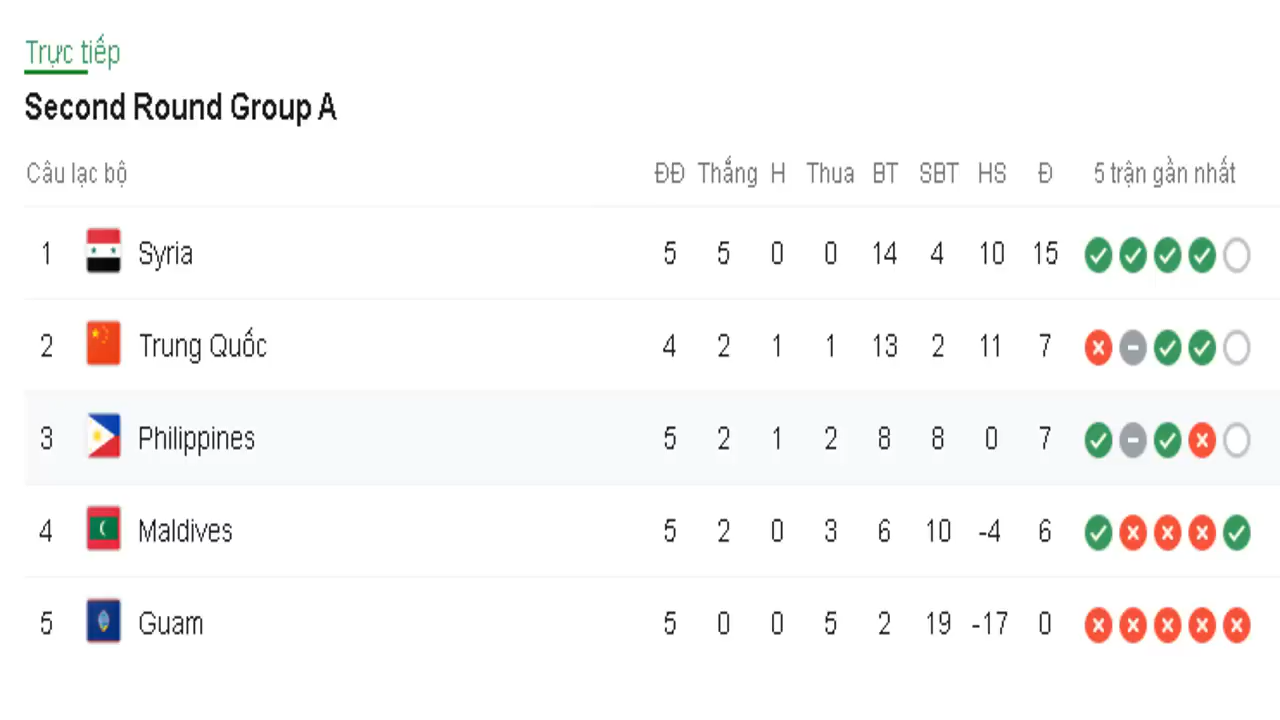 Trực tiếp
Second Round Group A
Câu lạc bộ ĐĐ Thắng H Thua BT SBT HS Đ 5 trận gần nhất
1 Syria 5 5 0 0 14 4 10 15
2 Trung Quốc 4 2 1 1 13 2 11 7
3 Philippines 5 2 1 2 8 8 0 7
4 Maldives 5 2 0 3 6 10 -4 6
5 Guam 5 0 0 5 2 19 -17 0